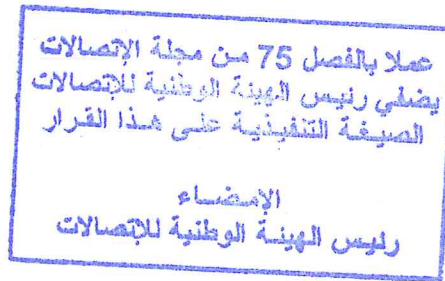 عملا بالفصل 75 من مجلة الإتصالات
يضفي رئيس الهيئة الوطنية للإتصالات
الصيغة التنفيذية على هذا القرار
الإمضاء
رئيس الهيئة الوطنية للإتصالات